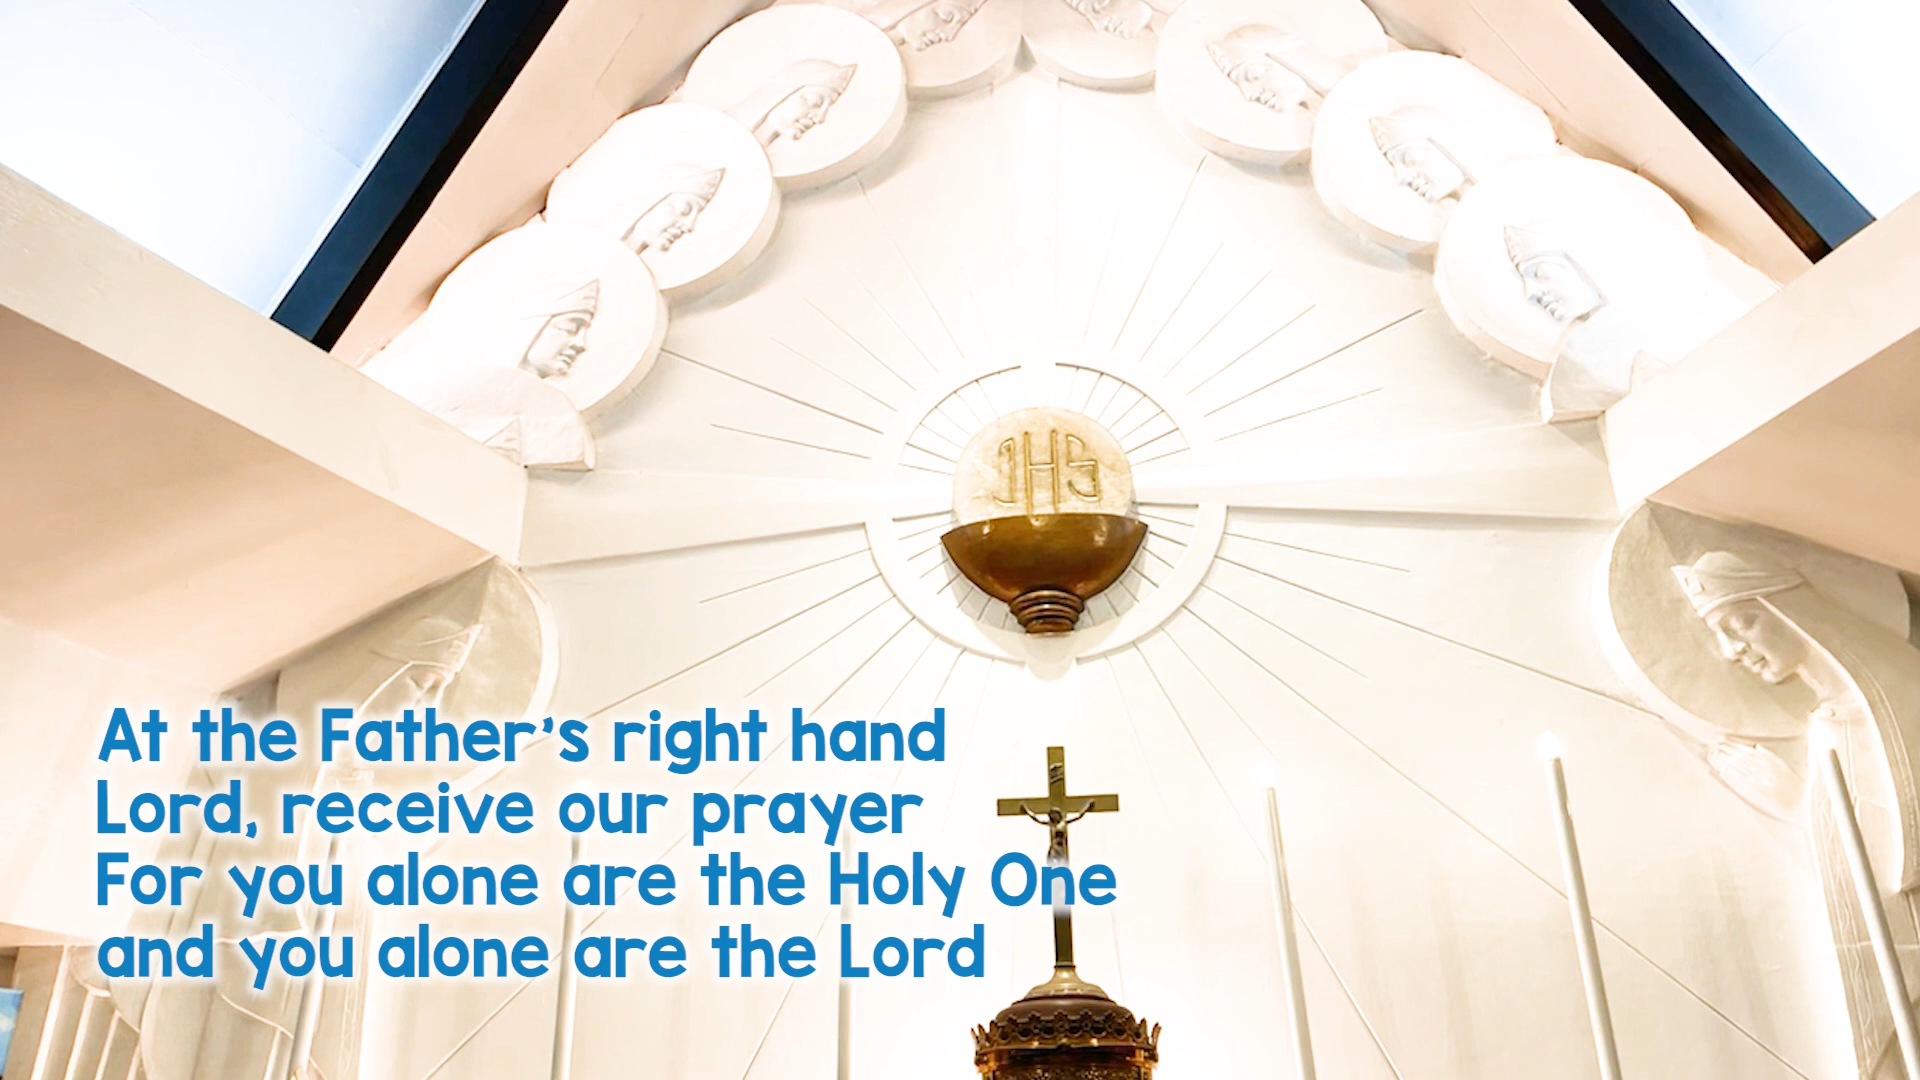 IHS
At the Father's right hand
Lord, receive our prayer
For you alone are the Holy One
and you alone are the Lord